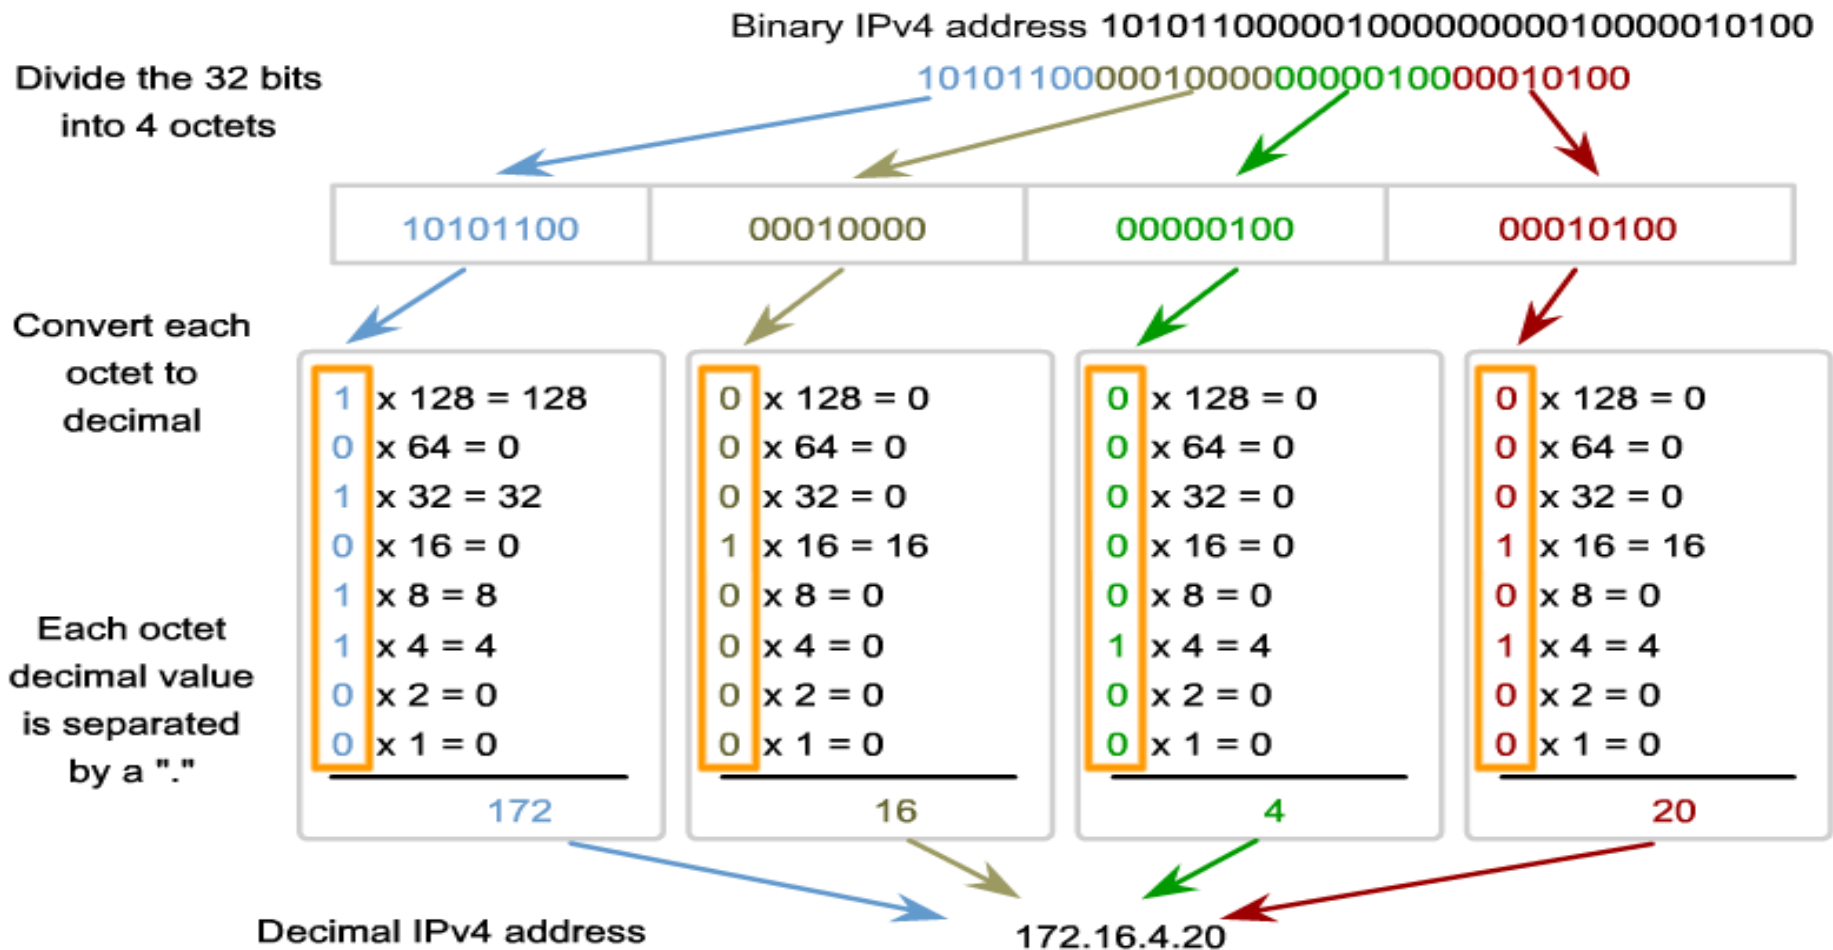 Binary IPv4 address 10101100000100000000010000010100
Divide the 32 bits
into 4 octets
10101100000100000000010000010100
10101100 00010000 00000100 00010100
Convert each
octet to
decimal
1 x 128 = 128
0 x 64 = 0
1 x 32 = 32
0 x 16 = 0
1 x 8 = 8
1 x 4 = 4
0 x 2 = 0
0 x 1 = 0
172
0 x 128 = 0
0 x 64 = 0
0 x 32 = 0
1 x 16 = 16
0 x 8 = 0
0 x 4 = 0
0 x 2 = 0
0 x 1 = 0
16
0 x 128 = 0
0 x 64 = 0
0 x 32 = 0
0 x 16 = 0
0 x 8 = 0
1 x 4 = 4
0 x 2 = 0
0 x 1 = 0
4
0 x 128 = 0
0 x 64 = 0
0 x 32 = 0
1 x 16 = 16
0 x 8 = 0
1 x 4 = 4
0 x 2 = 0
0 x 1 = 0
20
Each octet
decimal value
is separated
by a "."
Decimal IPv4 address
172.16.4.20